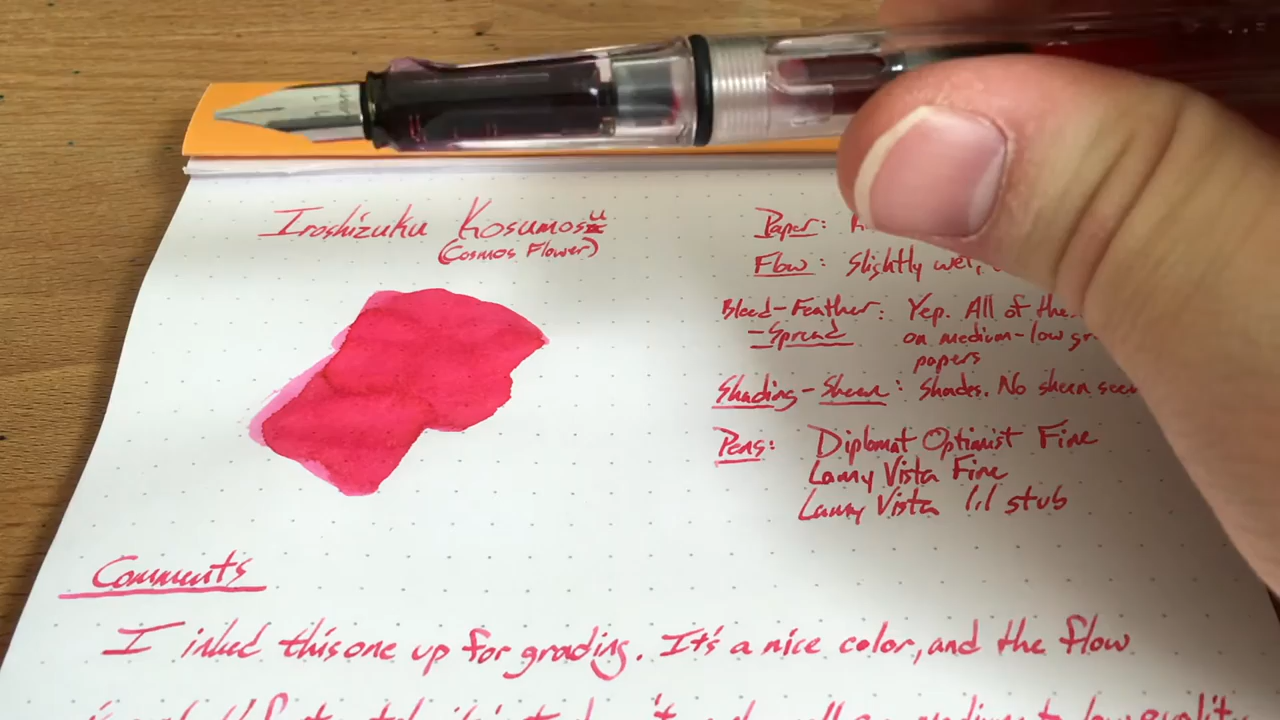 Iroshizuku Kosumosu
(Cosmos Flower)
Paper:
Flow: Slightly wet,
Bleed-Feather: Yep. All of the
-Spread on medium-low
papers
Shading-Sheen: Shades. No sheen seen
Pens: Diplomat Optimist Fine
Lamy Vista Fine
Lamy Vista 1.1 stub
Comments
I inked this one up for grading. It's a nice color, and the flow